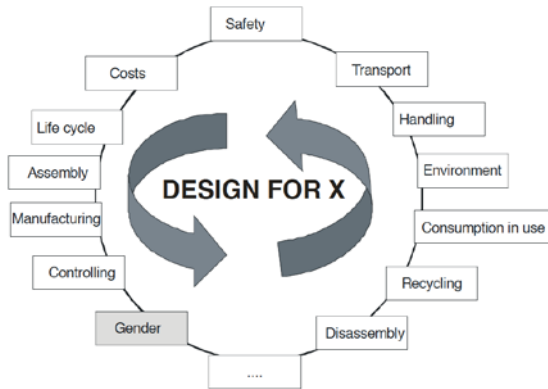 Safety
Costs
Transport
Life cycle
Handling
Assembly
DESIGN FOR X
Environment
Manufacturing
Consumption in use
Controlling
Recycling
Gender
Disassembly
....